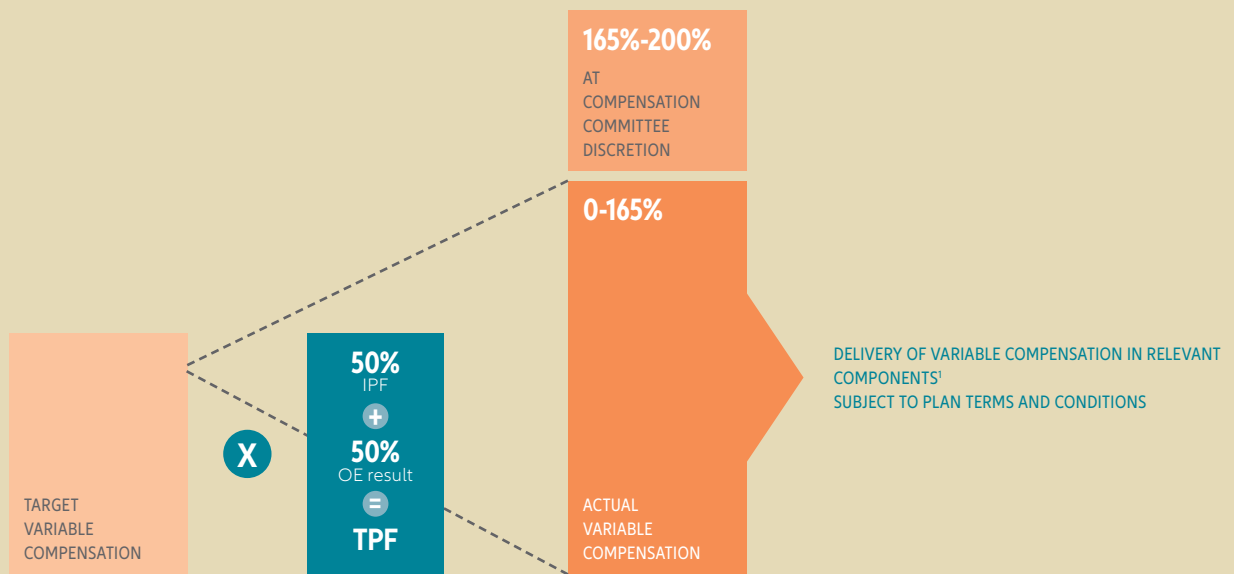 165%-200%
AT
COMPENSATION
COMMITTEE
DISCRETION
0-165%
50%
IPF
+
50%
OE result
=
TPF
X
TARGET
VARIABLE
COMPENSATION
ACTUAL
VARIABLE
COMPENSATION
DELIVERY OF VARIABLE COMPENSATION IN RELEVANT
COMPONENTS¹
SUBJECT TO PLAN TERMS AND CONDITIONS